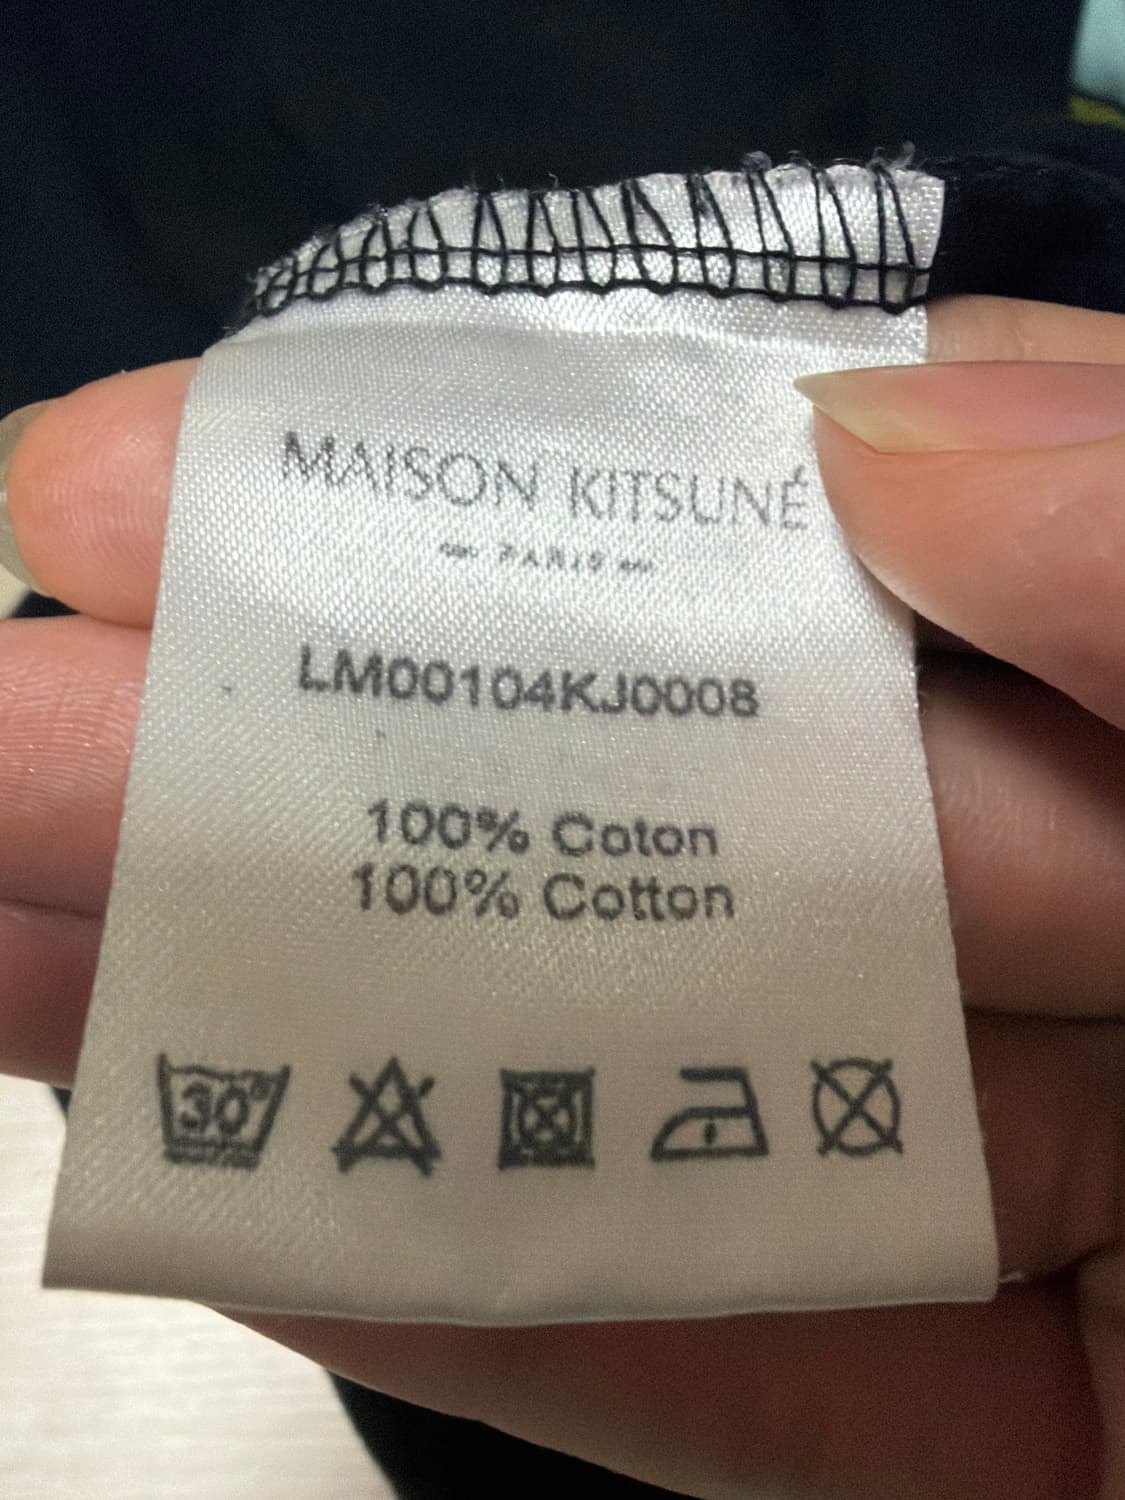 MAISON KITSUNÉ
PARIS
LM00104KJ0008
100% Coton
100% Cotton
30°